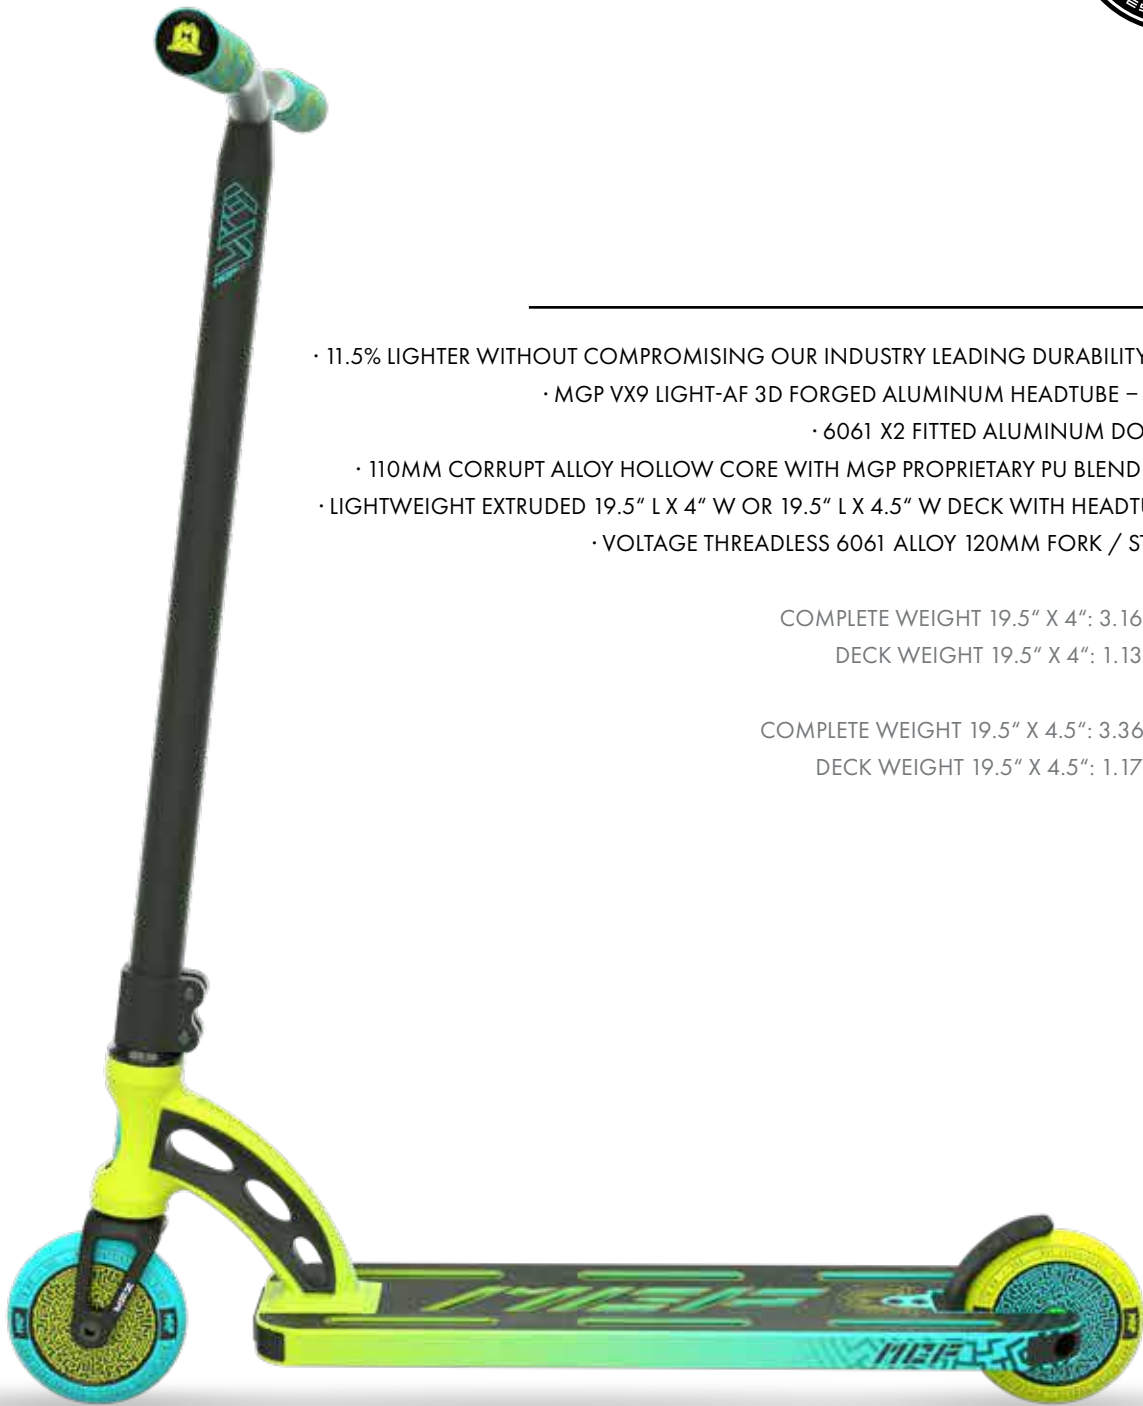 · 11.5% LIGHTER WITHOUT COMPROMISING OUR INDUSTRY LEADING DURABILITY
· MGP VX9 LIGHT-AF 3D FORGED ALUMINUM HEADTUBE –
· 6061 X2 FITTED ALUMINUM DO
· 110MM CORRUPT ALLOY HOLLOW CORE WITH MGP PROPRIETARY PU BLEND
· LIGHTWEIGHT EXTRUDED 19.5“ L X 4“ W OR 19.5“ L X 4.5“ W DECK WITH HEADTU
· VOLTAGE THREADLESS 6061 ALLOY 120MM FORK / ST
COMPLETE WEIGHT 19.5“ X 4“: 3.16
DECK WEIGHT 19.5“ X 4“: 1.13
COMPLETE WEIGHT 19.5“ X 4.5“: 3.36
DECK WEIGHT 19.5“ X 4.5“: 1.17
MGP
MGP